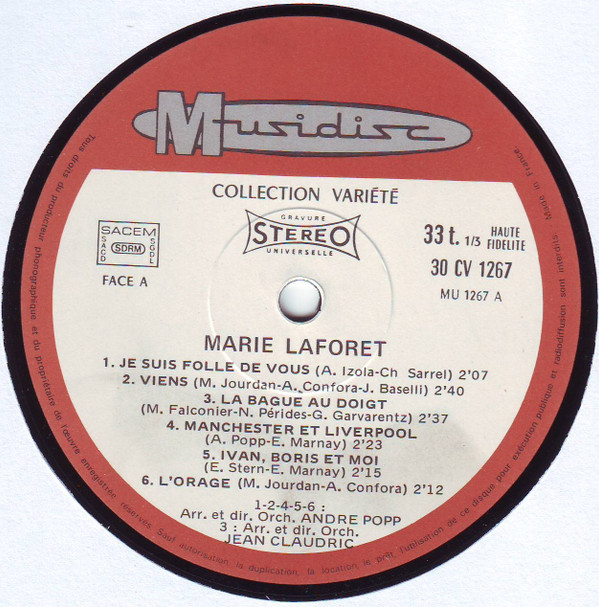 Musidisc
COLLECTION VARIÉTÉ
GRAVURE
STEREO
UNIVERSELLE
SACEM
SACD
SDRM
SGDL
FACE A
33 t. 1/3 HAUTE FIDELITE
30 CV 1267
MU 1267 A
MARIE LAFORET
1. JE SUIS FOLLE DE VOUS (A. Izola-Ch Sarrel) 2'07
2. VIENS (M. Jourdan-A. Confora-J. Baselli) 2'40
3. LA BAGUE AU DOIGT
(M. Falconier-N. Pérides-G. Garvarentz) 2'37
4. MANCHESTER ET LIVERPOOL
(A. Popp-E. Marnay) 2'23
5. IVAN, BORIS ET MOI
(E. Stern-E. Marnay) 2'15
6. L'ORAGE (M. Jourdan-A. Confora) 2'12
1-2-4-5-6 :
Arr. et dir. Orch. ANDRE POPP
3 : Arr. et dir. Orch.
JEAN CLAUDRIC
Tous droits du producteur phonographique et du propriétaire de l'œuvre enregistrée réservés. Sauf autorisation, la duplication, la location, le prêt, l'utilisation de ce disque pour exécution publique et radiodiffusion sont interdits. Made in France.